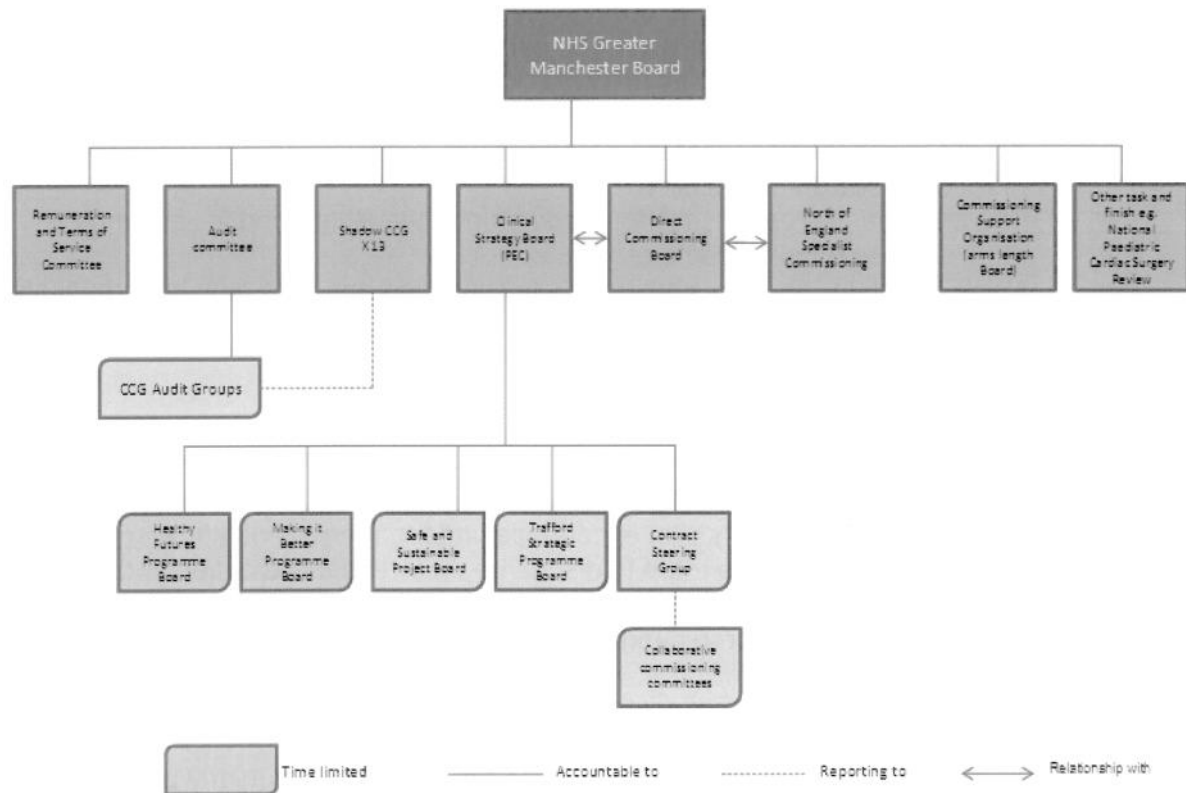 NHS Greater
Manchester Board
Remuneration
and Terms of
Service
Committee
Audit
committee
Shadow CCG
X13
Clinical
Strategy Board
(PEC)
Direct
Commissioning
Board
North of
England
Specialist
Commissioning
Commissioning
Support
Organisation
(arms length
Board)
Other task and
finish e.g.
National
Paediatric
Cardiac Surgery
Review
CCG Audit Groups
Healthy
Futures
Programme
Board
Making it
Better
Programme
Board
Safe and
Sustainable
Project Board
Trafford
Strategic
Programme
Board
Contract
Steering
Group
Collaborative
commissioning
committees
Time limited
Accountable to
Reporting to
Relationship with